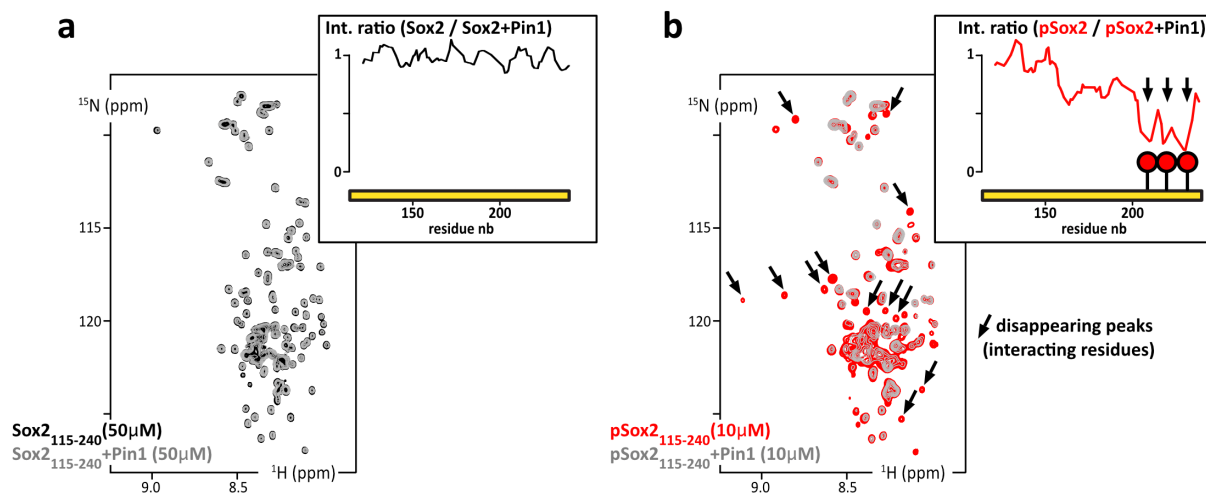 a
Int. ratio (Sox2 / Sox2+Pin1)
1
0
150
200
residue nb
¹⁵N (ppm)
115
120
Sox2₁₁₅₋₂₄₀(50µM)
Sox2₁₁₅₋₂₄₀+Pin1 (50µM)
¹H (ppm)
9.0
8.5
b
Int. ratio (pSox2 / pSox2+Pin1)
1
0
150
200
residue nb
¹⁵N (ppm)
115
120
disappearing peaks
(interacting residues)
pSox2₁₁₅₋₂₄₀(10µM)
pSox2₁₁₅₋₂₄₀+Pin1 (10µM)
¹H (ppm)
9.0
8.5